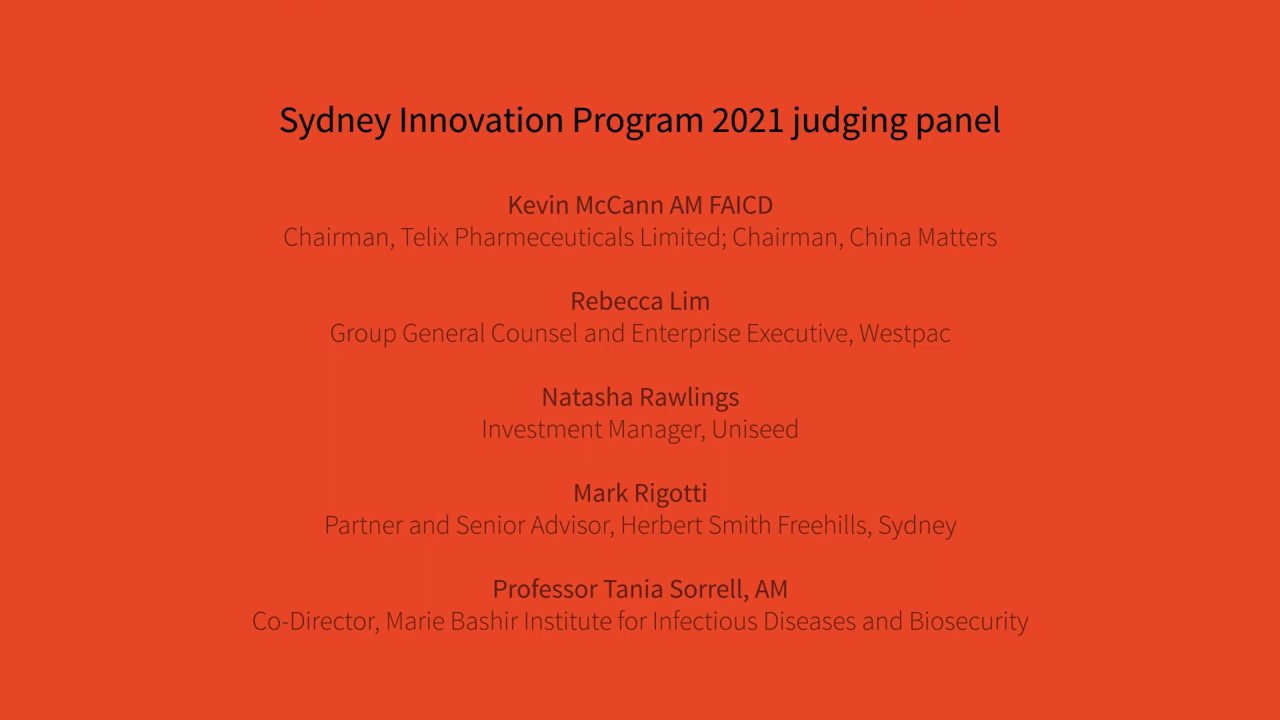 Sydney Innovation Program 2021 judging panel
Kevin McCann AM FAICD
Chairman, Telix Pharmeceuticals Limited; Chairman, China Matters
Rebecca Lim
Group General Counsel and Enterprise Executive, Westpac
Natasha Rawlings
Investment Manager, Uniseed
Mark Rigotti
Partner and Senior Advisor, Herbert Smith Freehills, Sydney
Professor Tania Sorrell, AM
Co-Director, Marie Bashir Institute for Infectious Diseases and Biosecurity